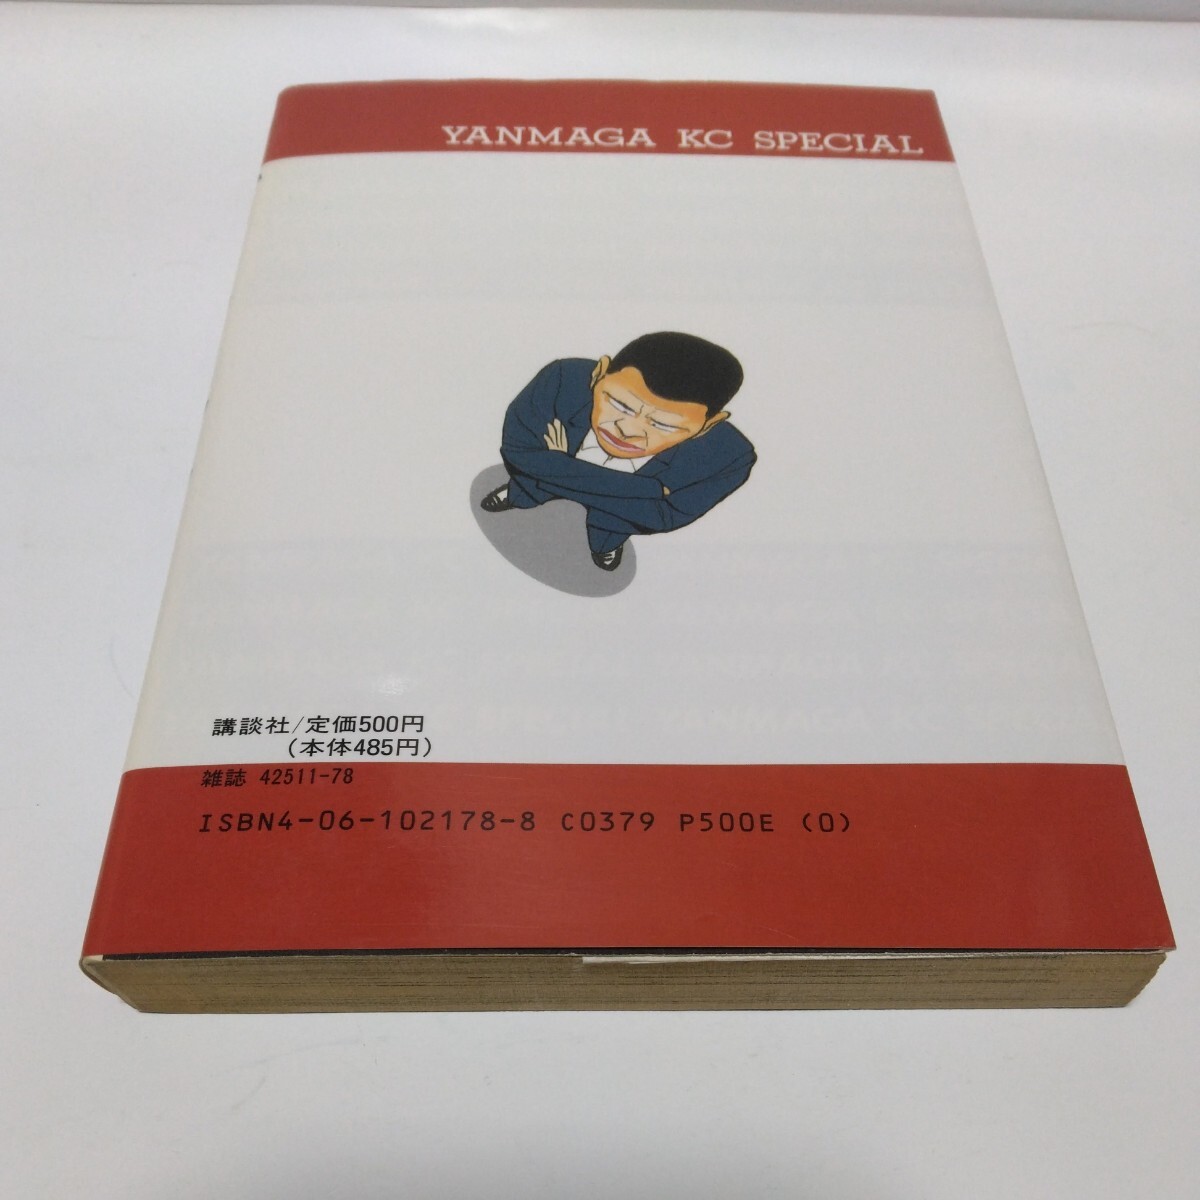 YANMAGA KC SPECIAL
講談社/定価500円
(本体485円)
雑誌 42511-78
ISBN4-06-102178-8 C0379 P500E (0)